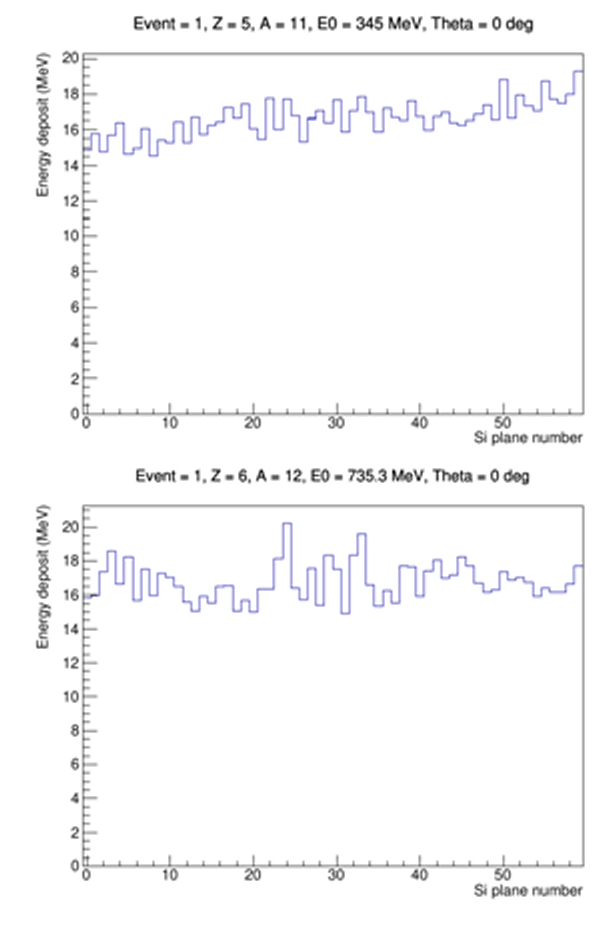 Event = 1, Z = 5, A = 11, E0 = 345 MeV, Theta = 0 deg
Energy deposit (MeV)
20
18
16
14
12
10
8
6
4
2
0
0 10 20 30 40 50
Si plane number
Event = 1, Z = 6, A = 12, E0 = 735.3 MeV, Theta = 0 deg
Energy deposit (MeV)
20
18
16
14
12
10
8
6
4
2
0
0 10 20 30 40 50
Si plane number